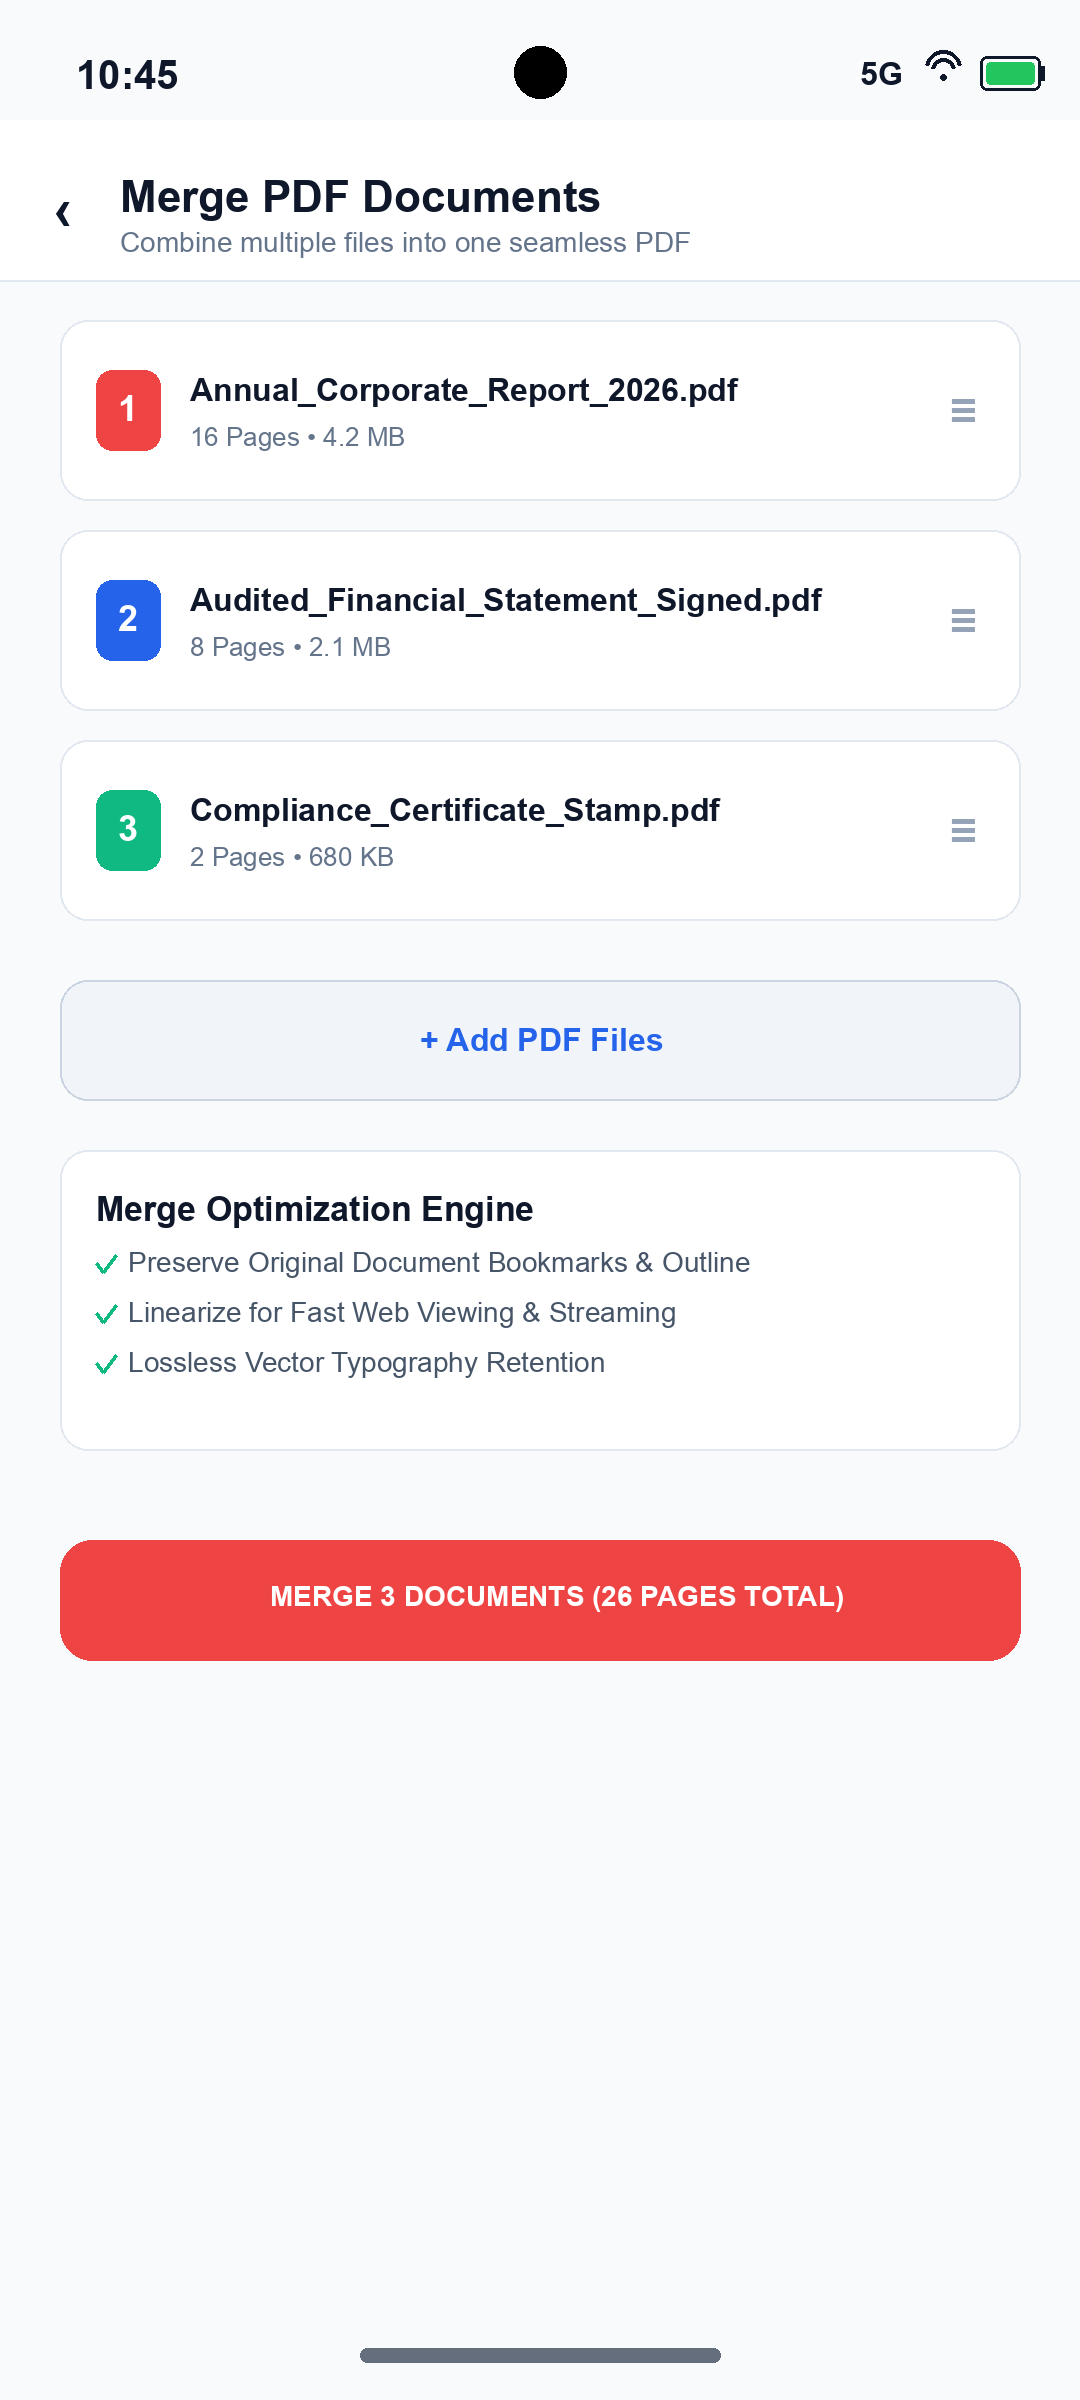 10:45
5G
Merge PDF Documents
Combine multiple files into one seamless PDF
1
Annual_Corporate_Report_2026.pdf
16 Pages • 4.2 MB
2
Audited_Financial_Statement_Signed.pdf
8 Pages • 2.1 MB
3
Compliance_Certificate_Stamp.pdf
2 Pages • 680 KB
+ Add PDF Files
Merge Optimization Engine
✓ Preserve Original Document Bookmarks & Outline
✓ Linearize for Fast Web Viewing & Streaming
✓ Lossless Vector Typography Retention
MERGE 3 DOCUMENTS (26 PAGES TOTAL)